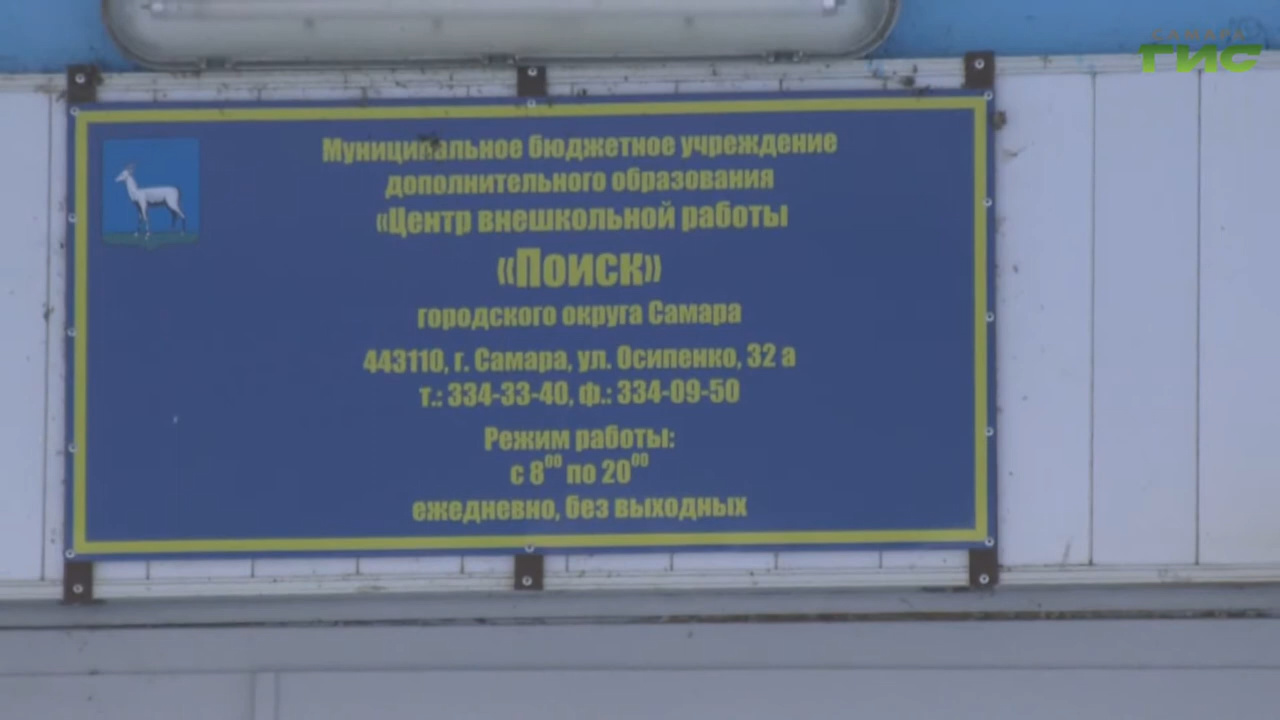 САМАРА
ГИС
Муниципальное бюджетное учреждение
дополнительного образования
«Центр внешкольной работы
«Поиск»
городского округа Самара
443110, г. Самара, ул. Осипенко, 32 а
т.: 334-33-40, ф.: 334-09-50
Режим работы:
с 8⁰⁰ по 20⁰⁰
ежедневно, без выходных